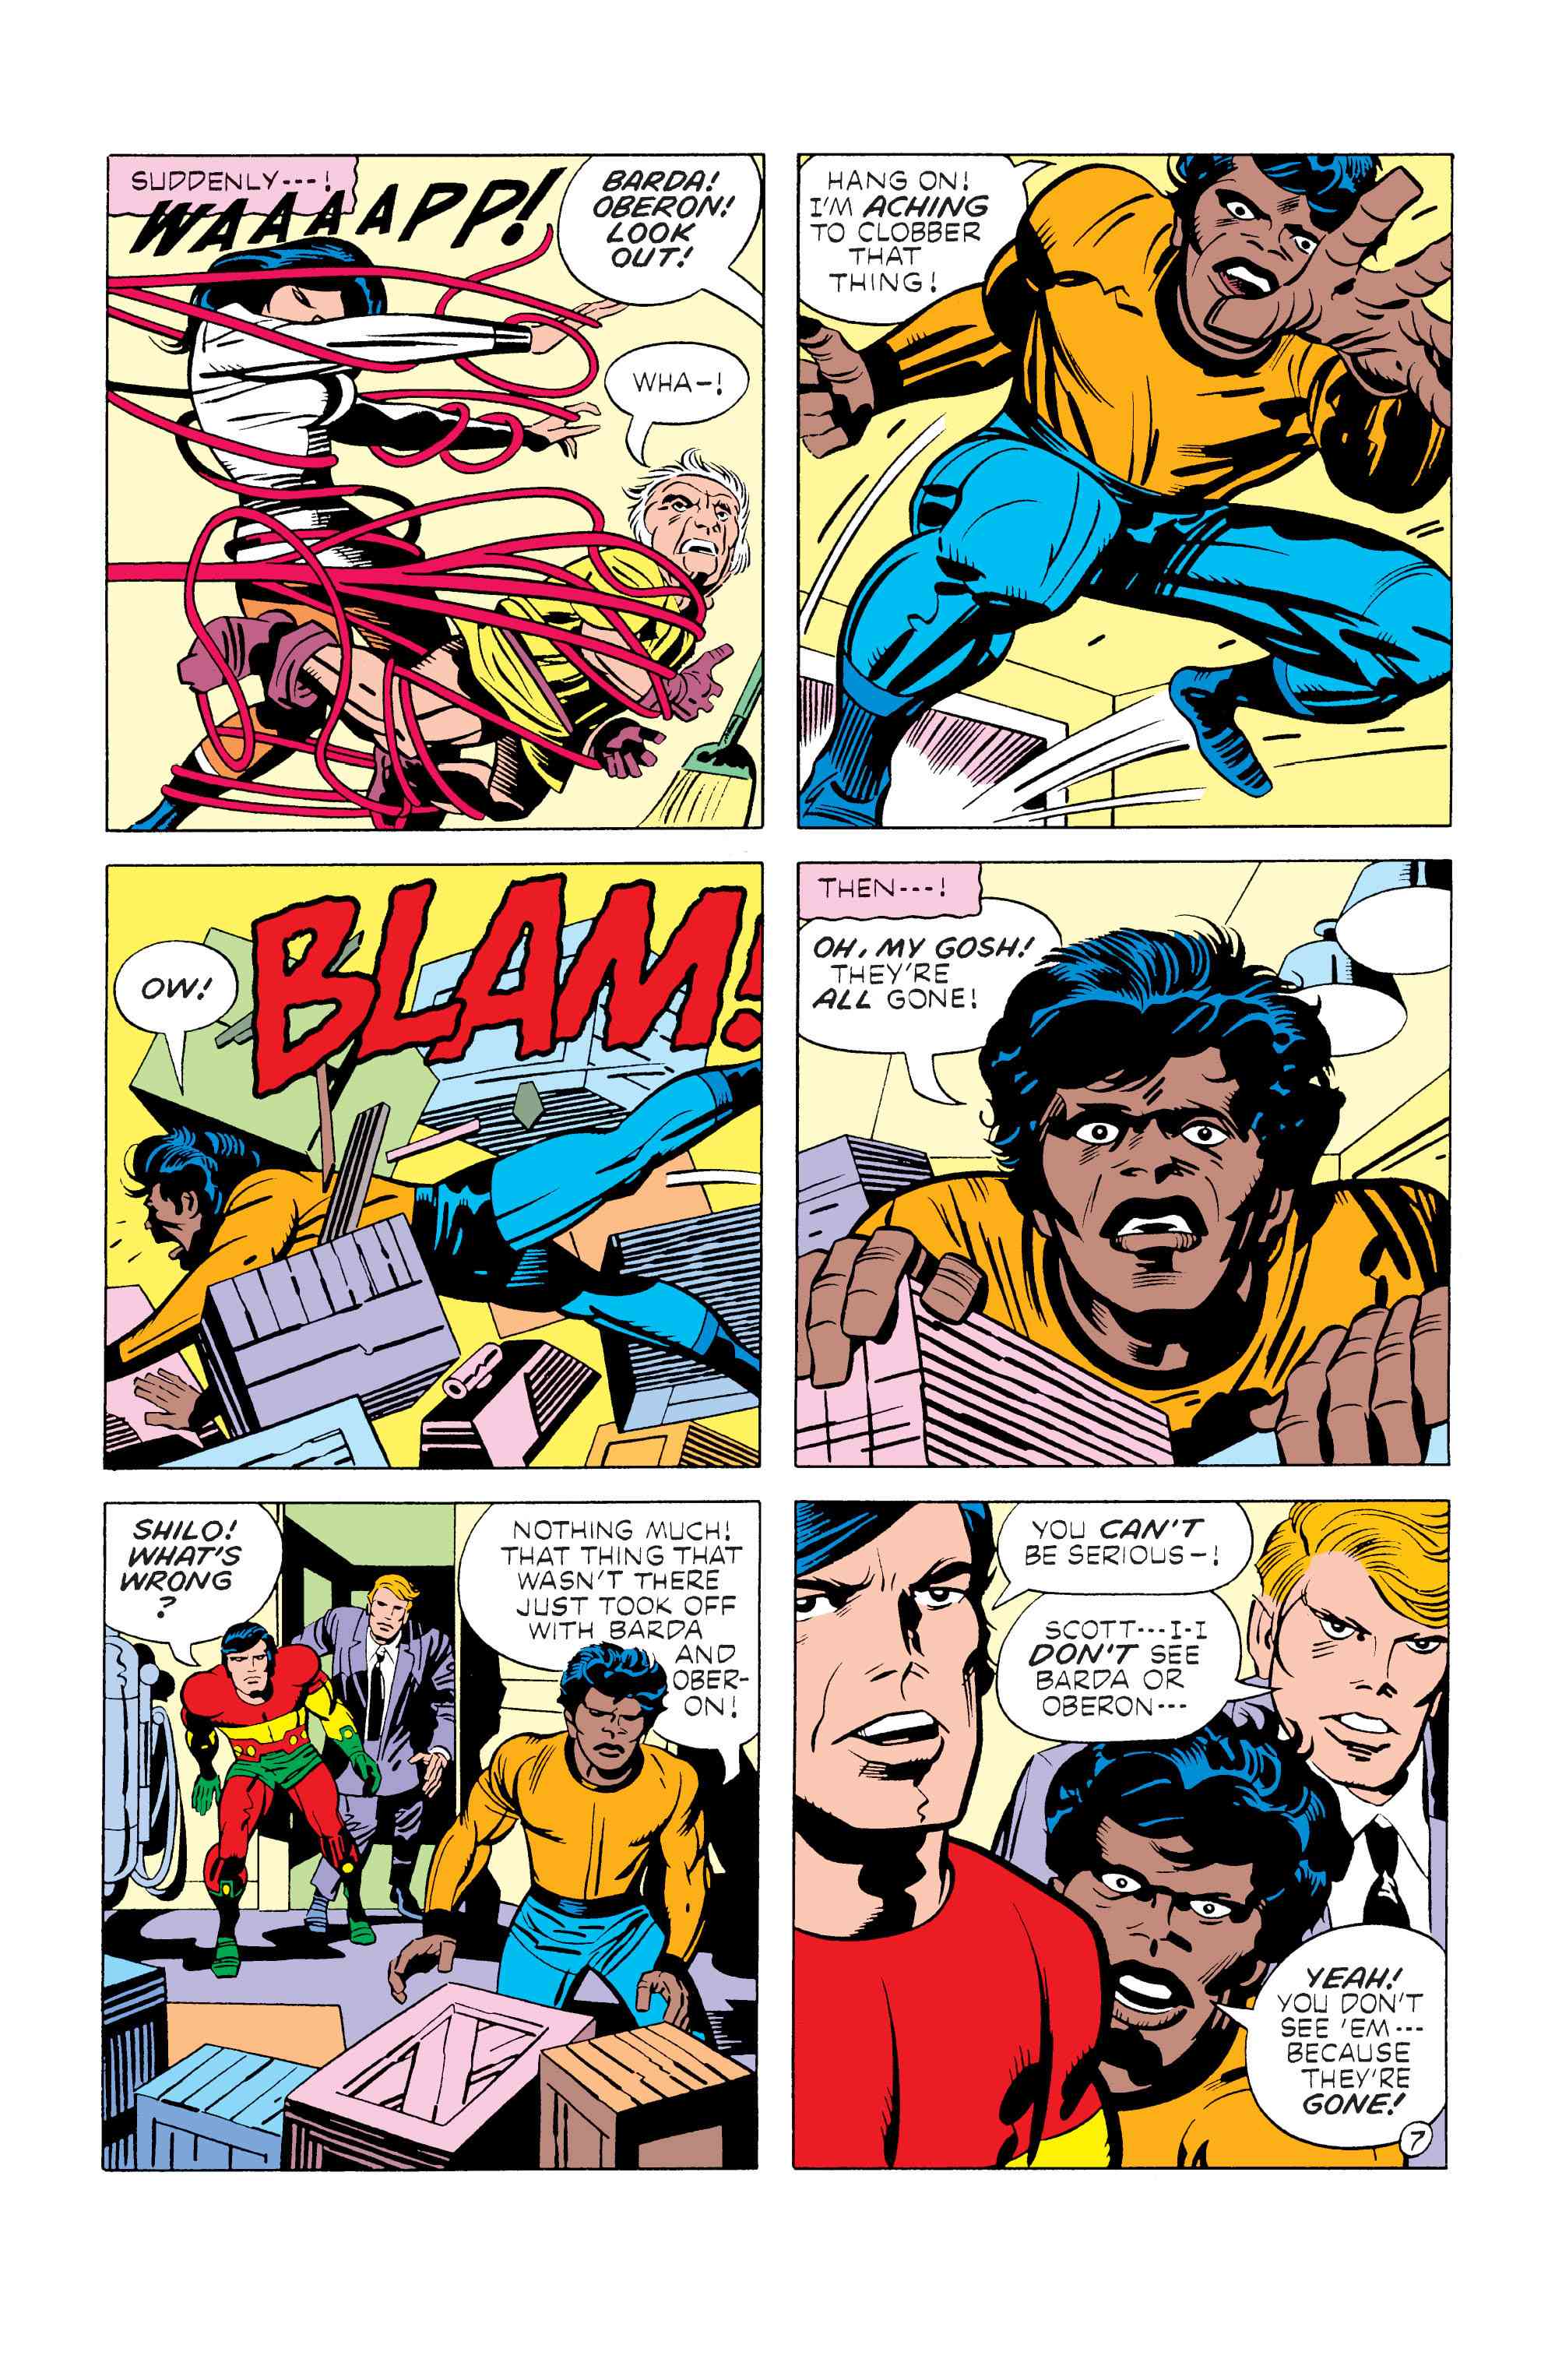 SUDDENLY---!
WAAAAPP!
BARDA!
OBERON!
LOOK
OUT!
WHA-!
HANG ON!
I'M ACHING
TO CLOBBER
THAT
THING!
OW!
BLAM!
THEN---!
OH, MY GOSH!
THEY'RE
ALL GONE!
SHILO!
WHAT'S
WRONG
?
NOTHING MUCH!
THAT THING THAT
WASN'T THERE
JUST TOOK OFF
WITH BARDA
AND
OBER-
ON!
YOU CAN'T
BE SERIOUS-!
SCOTT---I-I
DON'T SEE
BARDA OR
OBERON---
YEAH!
YOU DON'T
SEE 'EM---
BECAUSE
THEY'RE
GONE!
7